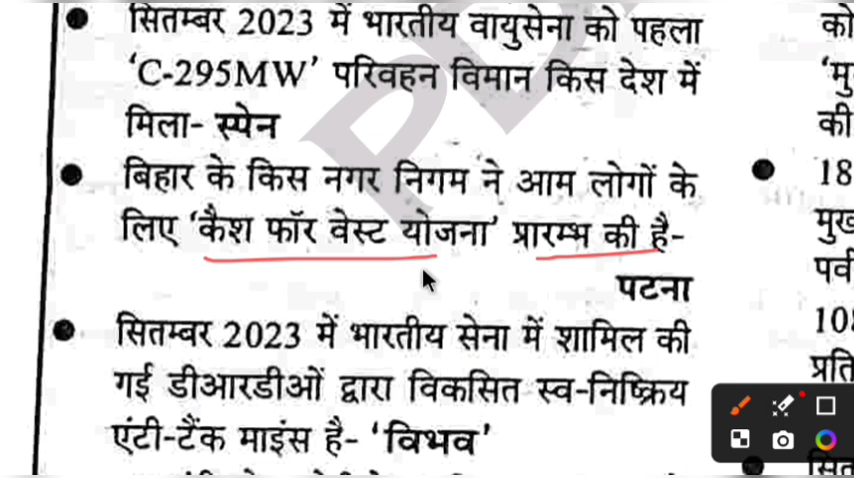 सितम्बर 2023 में भारतीय वायुसेना को पहला
‘C-295MW’ परिवहन विमान किस देश में
मिला- स्पेन
बिहार के किस नगर निगम ने आम लोगों के
लिए ‘कैश फॉर वेस्ट योजना’ प्रारम्भ की है-
पटना
सितम्बर 2023 में भारतीय सेना में शामिल की
गई डीआरडीओं द्वारा विकसित स्व-निष्क्रिय
एंटी-टैंक माइंस है- ‘विभव’
को
‘मु
की
18
मुख
पर्व
10
प्रति